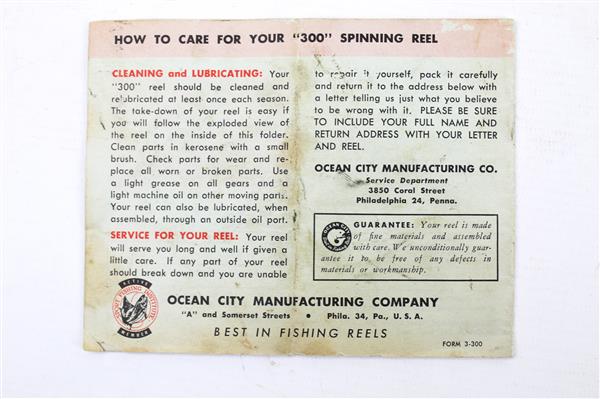 HOW TO CARE FOR YOUR "300" SPINNING REEL
CLEANING and LUBRICATING: Your
"300" reel should be cleaned and
relubricated at least once each season.
The take-down of your reel is easy if
you will follow the exploded view of
the reel on the inside of this folder.
Clean parts in kerosene with a small
brush. Check parts for wear and re-
place all worn or broken parts. Use
a light grease on all gears and a
light machine oil on other moving parts.
Your reel can also be lubricated, when
assembled, through an outside oil port.
SERVICE FOR YOUR REEL: Your reel
will serve you long and well if given a
little care. If any part of your reel
should break down and you are unable
to repair it yourself, pack it carefully
and return it to the address below with
a letter telling us just what you believe
to be wrong with it. PLEASE BE SURE
TO INCLUDE YOUR FULL NAME AND
RETURN ADDRESS WITH YOUR LETTER
AND REEL.
OCEAN CITY MANUFACTURING CO.
Service Department
3850 Coral Street
Philadelphia 24, Penna.
OCEAN CITY
GUARANTEE: Your reel is made
of fine materials and assembled
with care. We unconditionally guar-
antee it to be free of any defects in
materials or workmanship.
ACTIVE
SPORT FISHING INSTITUTE
MEMBER
OCEAN CITY MANUFACTURING COMPANY
"A" and Somerset Streets • Phila. 34, Pa., U. S. A.
BEST IN FISHING REELS
FORM 3-300